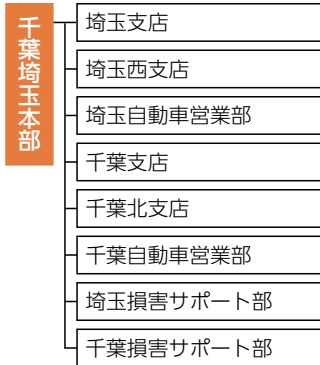 千葉埼玉本部
埼玉支店
埼玉西支店
埼玉自動車営業部
千葉支店
千葉北支店
千葉自動車営業部
埼玉損害サポート部
千葉損害サポート部